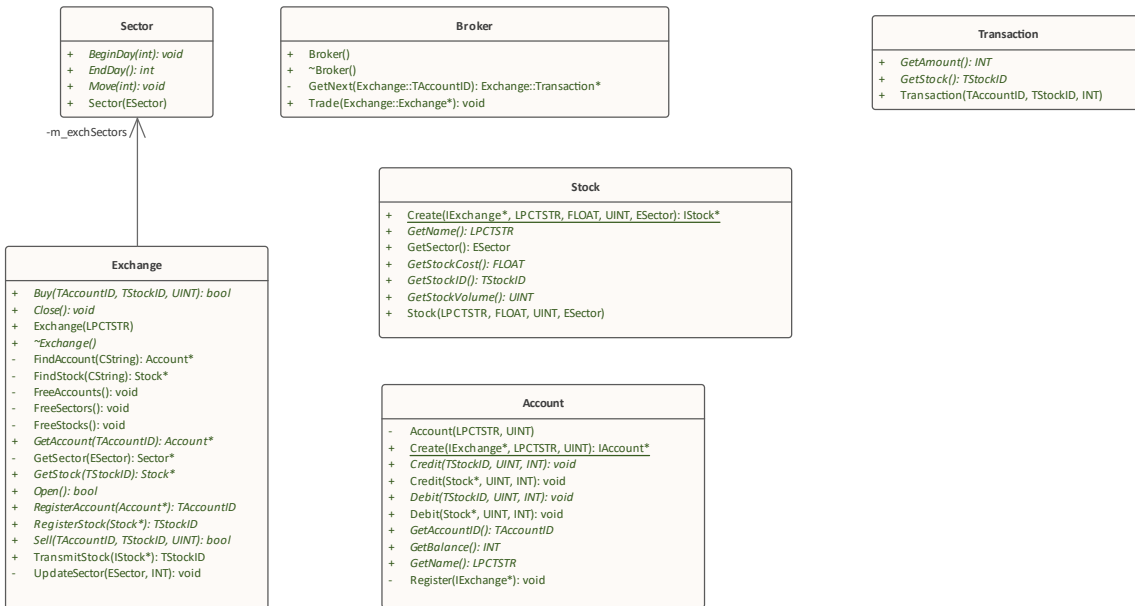 Sector
+ BeginDay(int): void
+ EndDay(): int
+ Move(int): void
+ Sector(ESector)
Broker
+ Broker()
+ ~Broker()
- GetNext(Exchange::TAccountID): Exchange::Transaction*
+ Trade(Exchange::Exchange*): void
Transaction
+ GetAmount(): INT
+ GetStock(): TStockID
+ Transaction(TAccountID, TStockID, INT)
-m_exchSectors
Stock
+ Create(IExchange*, LPCTSTR, FLOAT, UINT, ESector): IStock*
+ GetName(): LPCTSTR
+ GetSector(): ESector
+ GetStockCost(): FLOAT
+ GetStockID(): TStockID
+ GetStockVolume(): UINT
+ Stock(LPCTSTR, FLOAT, UINT, ESector)
Exchange
+ Buy(TAccountID, TStockID, UINT): bool
+ Close(): void
+ Exchange(LPCTSTR)
+ ~Exchange()
- FindAccount(CString): Account*
- FindStock(CString): Stock*
- FreeAccounts(): void
- FreeSectors(): void
- FreeStocks(): void
+ GetAccount(TAccountID): Account*
- GetSector(ESector): Sector*
+ GetStock(TStockID): Stock*
+ Open(): bool
+ RegisterAccount(Account*): TAccountID
+ RegisterStock(Stock*): TStockID
+ Sell(TAccountID, TStockID, UINT): bool
+ TransmitStock(IStock*): TStockID
- UpdateSector(ESector, INT): void
Account
- Account(LPCTSTR, UINT)
+ Create(IExchange*, LPCTSTR, UINT): IAccount*
+ Credit(TStockID, UINT, INT): void
+ Credit(Stock*, UINT, INT): void
+ Debit(TStockID, UINT, INT): void
+ Debit(Stock*, UINT, INT): void
+ GetAccountID(): TAccountID
+ GetBalance(): INT
+ GetName(): LPCTSTR
- Register(IExchange*): void